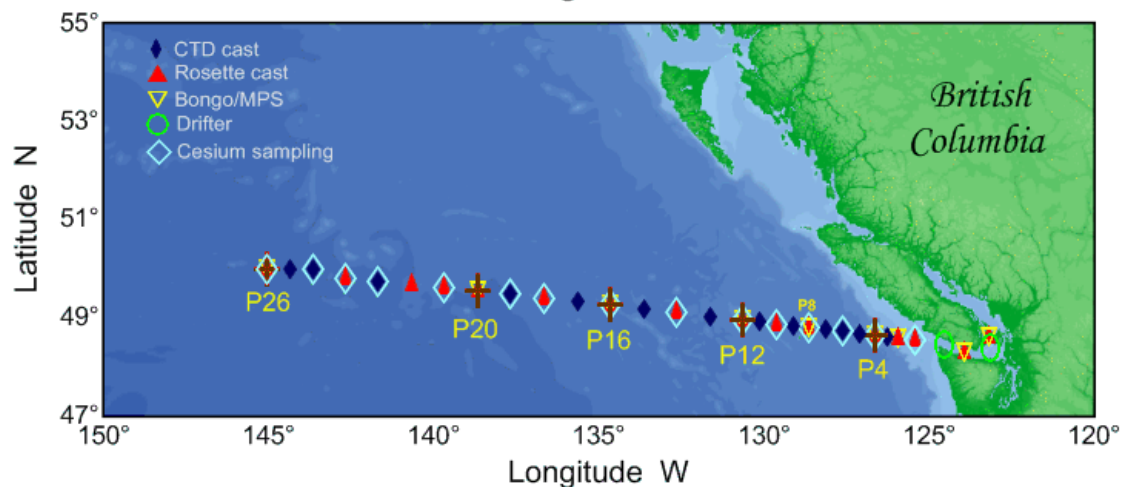 55°
53°
51°
49°
47°
Latitude N
CTD cast
Rosette cast
Bongo/MPS
Drifter
Cesium sampling
British
Columbia
P26
P20
P16
P12
P8
P4
150
145°
140°
135°
130°
125°
120°
Longitude W